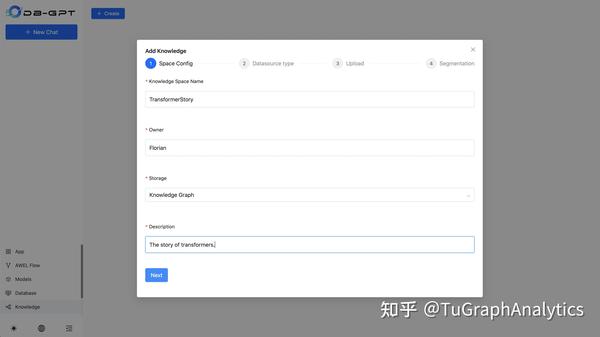 DB-GPT
+ New Chat
+ Create
Add Knowledge
1 Space Config
2 Datasource type
3 Upload
4 Segmentation
* Knowledge Space Name
TransformerStory
* Owner
Florian
* Storage
Knowledge Graph
* Description
The story of transformers.
Next
App
AWEL Flow
Models
Database
Knowledge
知乎 @TuGraphAnalytics